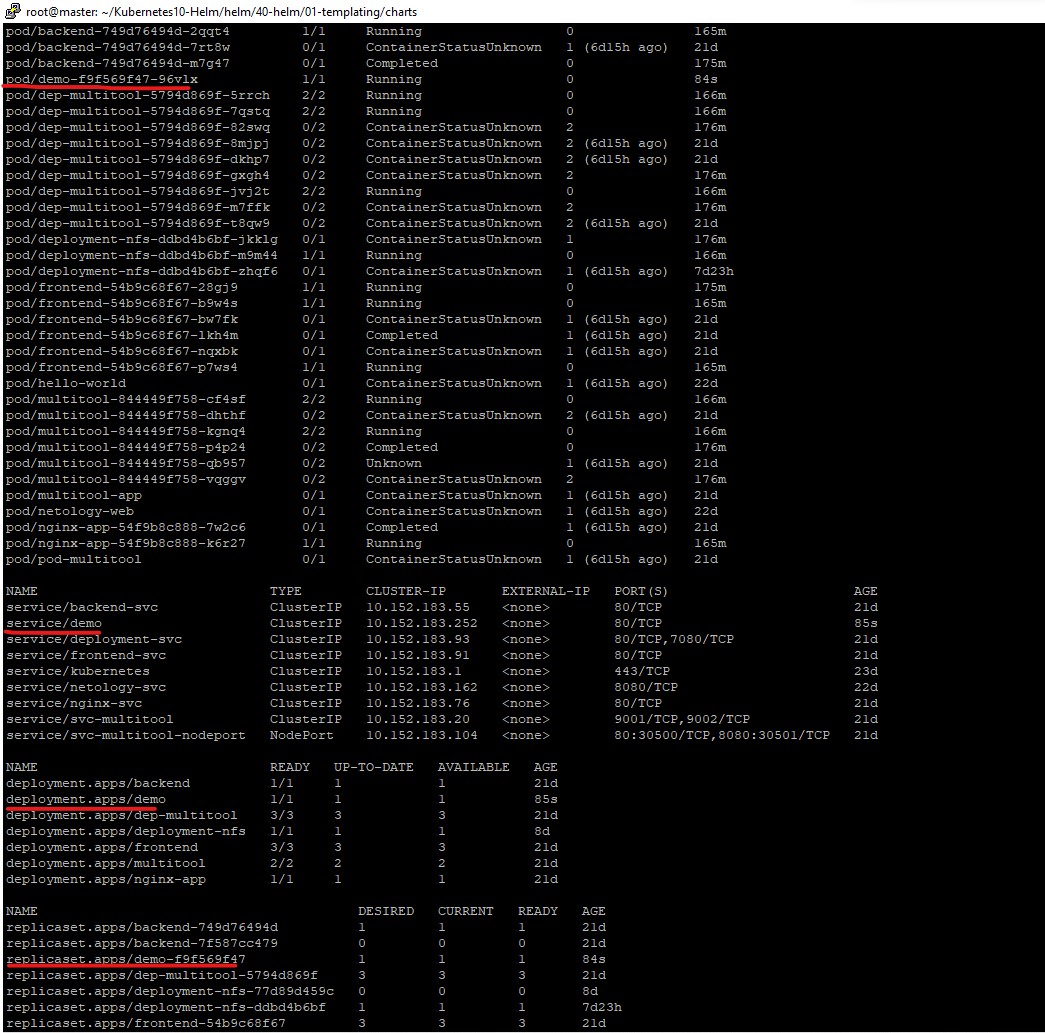 root@master: ~/Kubernetes10-Helm/helm/40-helm/01-templating/charts
pod/backend-749d76494d-2qqt4 1/1 Running 0 165m
pod/backend-749d76494d-7rt8w 0/1 ContainerStatusUnknown 1 (6d15h ago) 21d
pod/backend-749d76494d-m7g47 0/1 Completed 0 175m
pod/demo-f9f569f47-96vlx 1/1 Running 0 84s
pod/dep-multitool-5794d869f-5rrch 2/2 Running 0 166m
pod/dep-multitool-5794d869f-7qstq 2/2 Running 0 166m
pod/dep-multitool-5794d869f-82swq 0/2 ContainerStatusUnknown 2 176m
pod/dep-multitool-5794d869f-8mjpj 0/2 ContainerStatusUnknown 2 (6d15h ago) 21d
pod/dep-multitool-5794d869f-dkhp7 0/2 ContainerStatusUnknown 2 (6d15h ago) 21d
pod/dep-multitool-5794d869f-gxgh4 0/2 ContainerStatusUnknown 2 176m
pod/dep-multitool-5794d869f-jvj2t 2/2 Running 0 166m
pod/dep-multitool-5794d869f-m7ffk 0/2 ContainerStatusUnknown 2 176m
pod/dep-multitool-5794d869f-t8qw9 0/2 ContainerStatusUnknown 2 (6d15h ago) 21d
pod/deployment-nfs-ddbd4b6bf-jkklg 0/1 ContainerStatusUnknown 1 176m
pod/deployment-nfs-ddbd4b6bf-m9m44 1/1 Running 0 166m
pod/deployment-nfs-ddbd4b6bf-zhqf6 0/1 ContainerStatusUnknown 1 (6d15h ago) 7d23h
pod/frontend-54b9c68f67-28gj9 1/1 Running 0 175m
pod/frontend-54b9c68f67-b9w4s 1/1 Running 0 165m
pod/frontend-54b9c68f67-bw7fk 0/1 ContainerStatusUnknown 1 (6d15h ago) 21d
pod/frontend-54b9c68f67-lkh4m 0/1 Completed 1 (6d15h ago) 21d
pod/frontend-54b9c68f67-nqxbk 0/1 ContainerStatusUnknown 1 (6d15h ago) 21d
pod/frontend-54b9c68f67-p7ws4 1/1 Running 0 165m
pod/hello-world 0/1 ContainerStatusUnknown 1 (6d15h ago) 22d
pod/multitool-844449f758-cf4sf 2/2 Running 0 166m
pod/multitool-844449f758-dhthf 0/2 ContainerStatusUnknown 2 (6d15h ago) 21d
pod/multitool-844449f758-kgnq4 2/2 Running 0 166m
pod/multitool-844449f758-p4p24 0/2 Completed 0 176m
pod/multitool-844449f758-qb957 0/2 Unknown 1 (6d15h ago) 21d
pod/multitool-844449f758-vqggv 0/2 ContainerStatusUnknown 2 176m
pod/multitool-app 0/1 ContainerStatusUnknown 1 (6d15h ago) 21d
pod/netology-web 0/1 ContainerStatusUnknown 1 (6d15h ago) 22d
pod/nginx-app-54f9b8c888-7w2c6 0/1 Completed 1 (6d15h ago) 21d
pod/nginx-app-54f9b8c888-k6r27 1/1 Running 0 165m
pod/pod-multitool 0/1 ContainerStatusUnknown 1 (6d15h ago) 21d
NAME TYPE CLUSTER-IP EXTERNAL-IP PORT(S) AGE
service/backend-svc ClusterIP 10.152.183.55 <none> 80/TCP 21d
service/demo ClusterIP 10.152.183.252 <none> 80/TCP 85s
service/deployment-svc ClusterIP 10.152.183.93 <none> 80/TCP,7080/TCP 21d
service/frontend-svc ClusterIP 10.152.183.91 <none> 80/TCP 21d
service/kubernetes ClusterIP 10.152.183.1 <none> 443/TCP 23d
service/netology-svc ClusterIP 10.152.183.162 <none> 8080/TCP 22d
service/nginx-svc ClusterIP 10.152.183.76 <none> 80/TCP 21d
service/svc-multitool ClusterIP 10.152.183.20 <none> 9001/TCP,9002/TCP 21d
service/svc-multitool-nodeport NodePort 10.152.183.104 <none> 80:30500/TCP,8080:30501/TCP 21d
NAME READY UP-TO-DATE AVAILABLE AGE
deployment.apps/backend 1/1 1 1 21d
deployment.apps/demo 1/1 1 1 85s
deployment.apps/dep-multitool 3/3 3 3 21d
deployment.apps/deployment-nfs 1/1 1 1 8d
deployment.apps/frontend 3/3 3 3 21d
deployment.apps/multitool 2/2 2 2 21d
deployment.apps/nginx-app 1/1 1 1 21d
NAME DESIRED CURRENT READY AGE
replicaset.apps/backend-749d76494d 1 1 1 21d
replicaset.apps/backend-7f587cc479 0 0 0 21d
replicaset.apps/demo-f9f569f47 1 1 1 84s
replicaset.apps/dep-multitool-5794d869f 3 3 3 21d
replicaset.apps/deployment-nfs-77d89d459c 0 0 0 8d
replicaset.apps/deployment-nfs-ddbd4b6bf 1 1 1 7d23h
replicaset.apps/frontend-54b9c68f67 3 3 3 21d